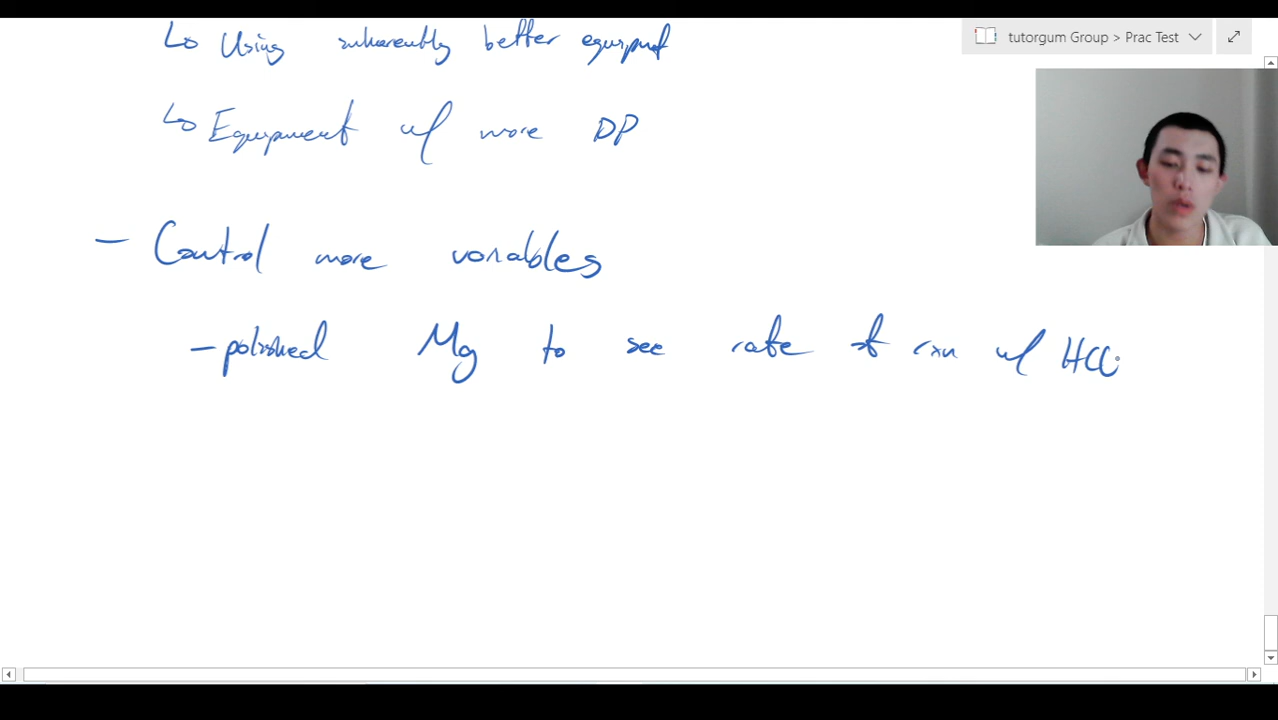 tutorgum Group > Prac Test
↳ Using inherently better equipment
↳ Equipment w/ more DP
- Control more variables
- polished Mg to see rate of rxn w/ HCl